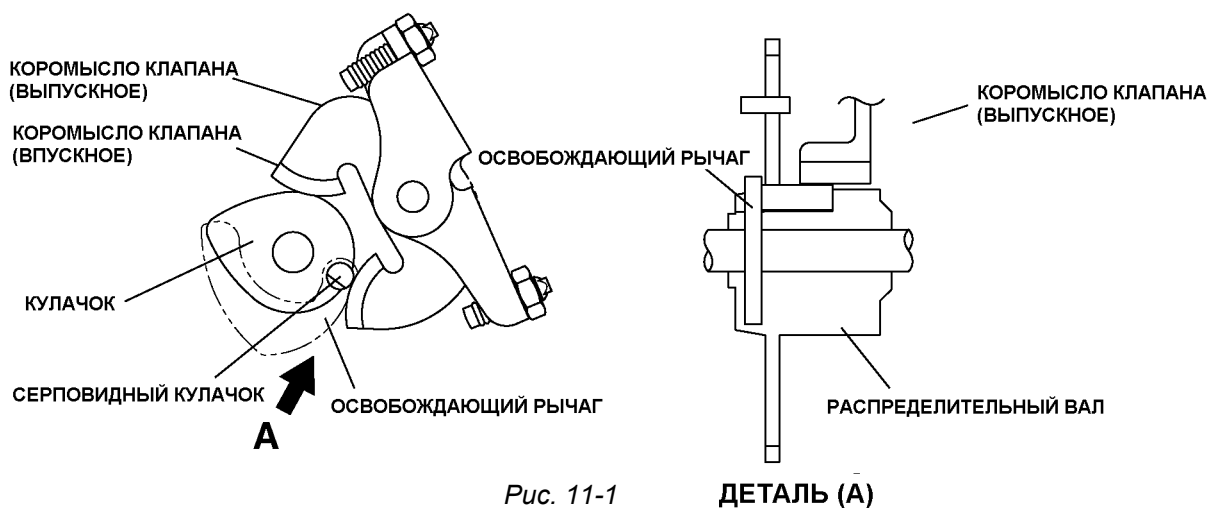 КОРОМЫСЛО КЛАПАНА
(ВЫПУСКНОЕ)
КОРОМЫСЛО КЛАПАНА
(ВПУСКНОЕ)
КУЛАЧОК
СЕРПОВИДНЫЙ КУЛАЧОК
А
ОСВОБОЖДАЮЩИЙ РЫЧАГ
ОСВОБОЖДАЮЩИЙ РЫЧАГ
КОРОМЫСЛО КЛАПАНА
(ВЫПУСКНОЕ)
РАСПРЕДЕЛИТЕЛЬНЫЙ ВАЛ
Рис. 11-1
ДЕТАЛЬ (А)